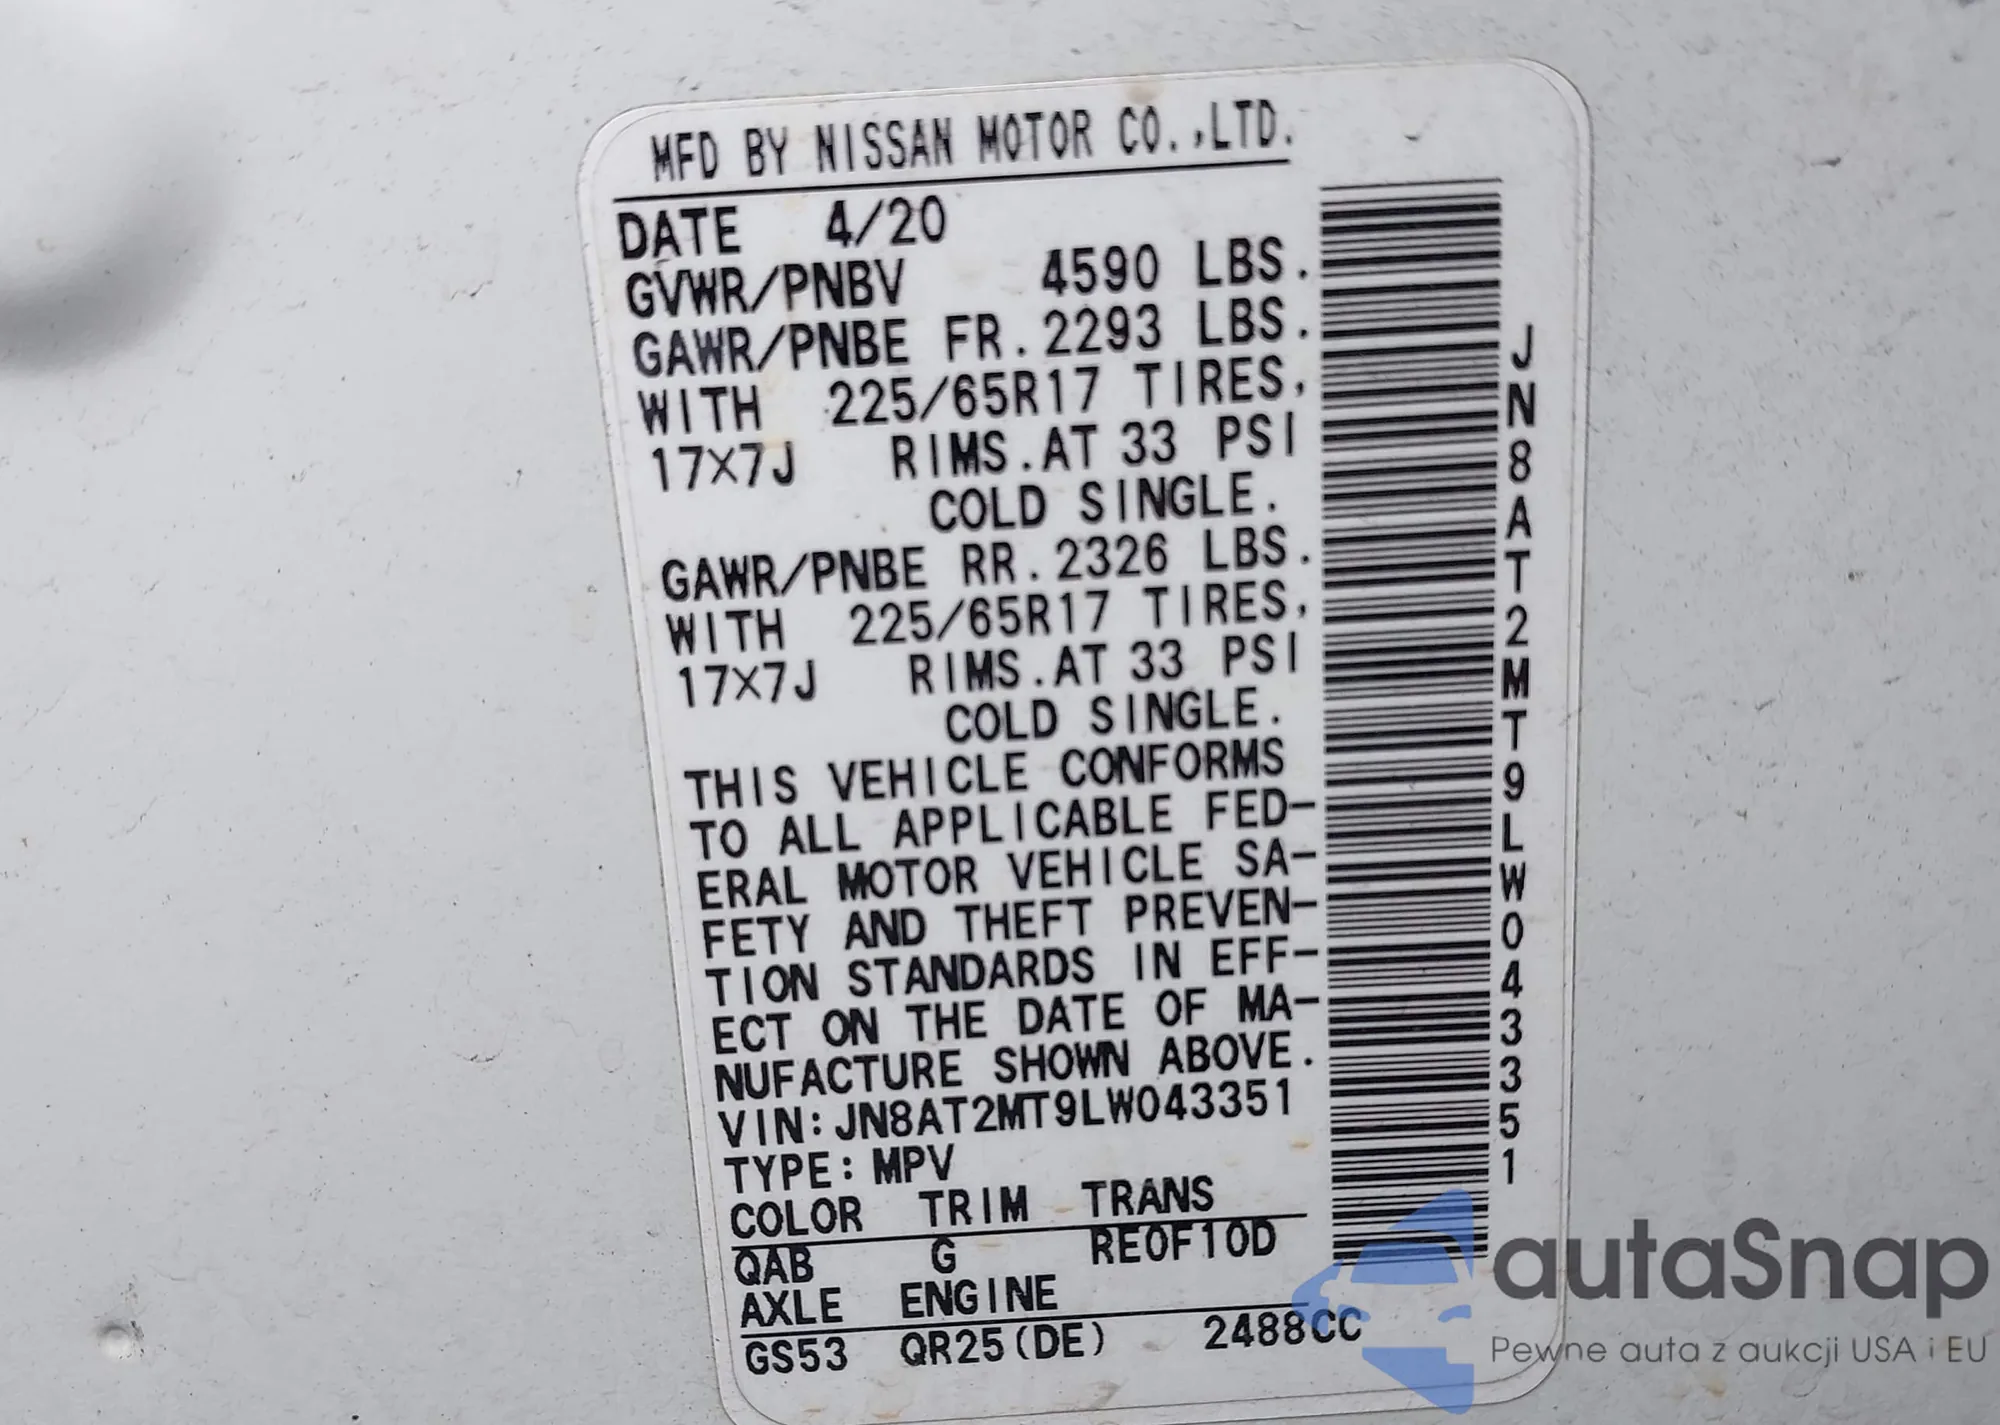 MFD BY NISSAN MOTOR CO.,LTD.
DATE 4/20
GVWR/PNBV 4590 LBS.
GAWR/PNBE FR.2293 LBS.
WITH 225/65R17 TIRES,
17X7J RIMS.AT 33 PSI
COLD SINGLE.
GAWR/PNBE RR.2326 LBS.
WITH 225/65R17 TIRES,
17X7J RIMS.AT 33 PSI
COLD SINGLE.
THIS VEHICLE CONFORMS
TO ALL APPLICABLE FED-
ERAL MOTOR VEHICLE SA-
FETY AND THEFT PREVEN-
TION STANDARDS IN EFF-
ECT ON THE DATE OF MA-
NUFACTURE SHOWN ABOVE.
VIN:JN8AT2MT9LW043351
TYPE:MPV
COLOR TRIM TRANS
QAB G RE0F10D
AXLE ENGINE
GS53 QR25(DE) 2488CC
JN8AT2MT9LW043351
autaSnap
Pewne auta z aukcji USA i EU